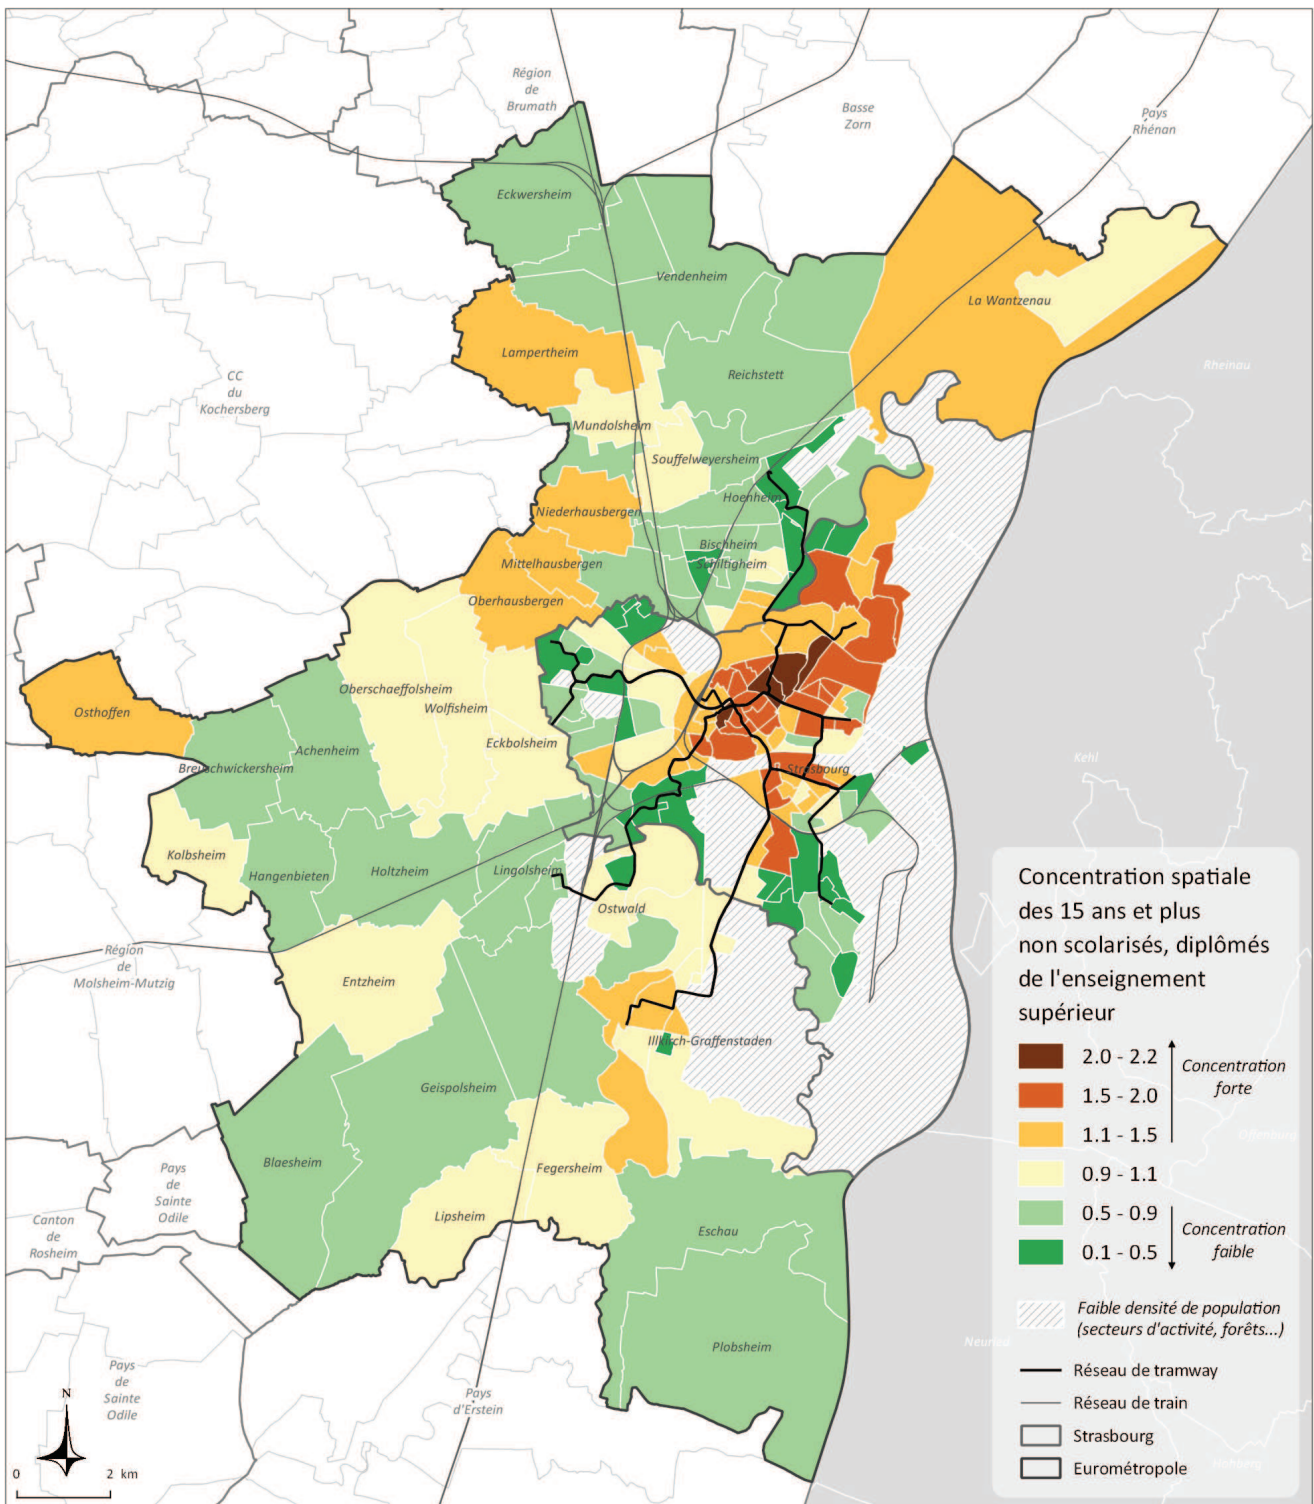 Région
de
Brumath
Basse
Zorn
Pays
Rhénan
Eckwersheim
Vendenheim
La Wantzenau
Lampertheim
Reichstett
Rheinau
CC
du
Kochersberg
Mundolsheim
Souffelweyersheim
Hoenheim
Niederhausbergen
Bischheim
Mittelhausbergen
Schiltigheim
Oberhausbergen
Oberschaeffolsheim
Wolfisheim
Osthoffen
Eckbolsheim
Achenheim
Breuschwickersheim
Strasbourg
Kehl
Kolbsheim
Hangenbieten
Holtzheim
Lingolsheim
Ostwald
Région
de
Molsheim-Mutzig
Entzheim
Illkirch-Graffenstaden
Geispolsheim
Blaesheim
Fegersheim
Pays
de
Sainte
Odile
Canton
de
Rosheim
Lipsheim
Eschau
Plobsheim
Pays
de
Sainte
Odile
Pays
d'Erstein
Concentration spatiale
des 15 ans et plus
non scolarisés, diplômés
de l'enseignement
supérieur
2.0 - 2.2
1.5 - 2.0
1.1 - 1.5
0.9 - 1.1
0.5 - 0.9
0.1 - 0.5
Concentration
forte
Concentration
faible
Offenburg
Faible densité de population
(secteurs d'activité, forêts...)
Neuried
Réseau de tramway
Réseau de train
Strasbourg
Eurométropole
N
0 2 km